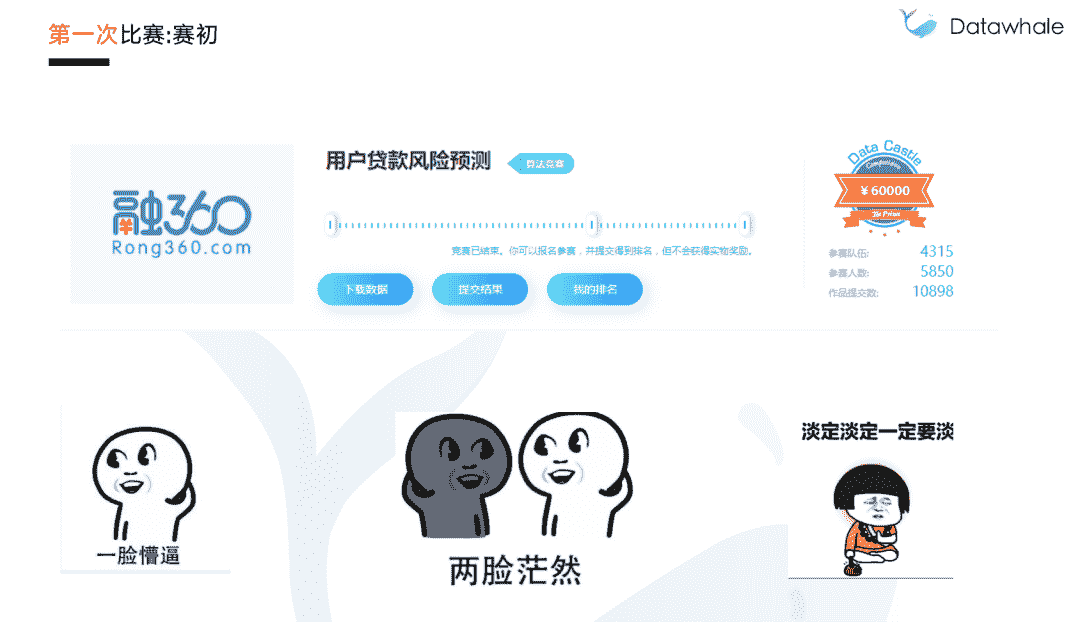 第一次比赛:赛初
Datawhale
融360
Rong360.com
用户贷款风险预测
算法竞赛
竞赛已结束。你可以报名参赛，并提交得到排名，但不会获得实物奖励。
下载数据
提交结果
我的排名
Data Castle
￥60000
参赛队伍: 4315
参赛人数: 5850
作品提交数: 10898
一脸懵逼
两脸茫然
淡定淡定一定要淡